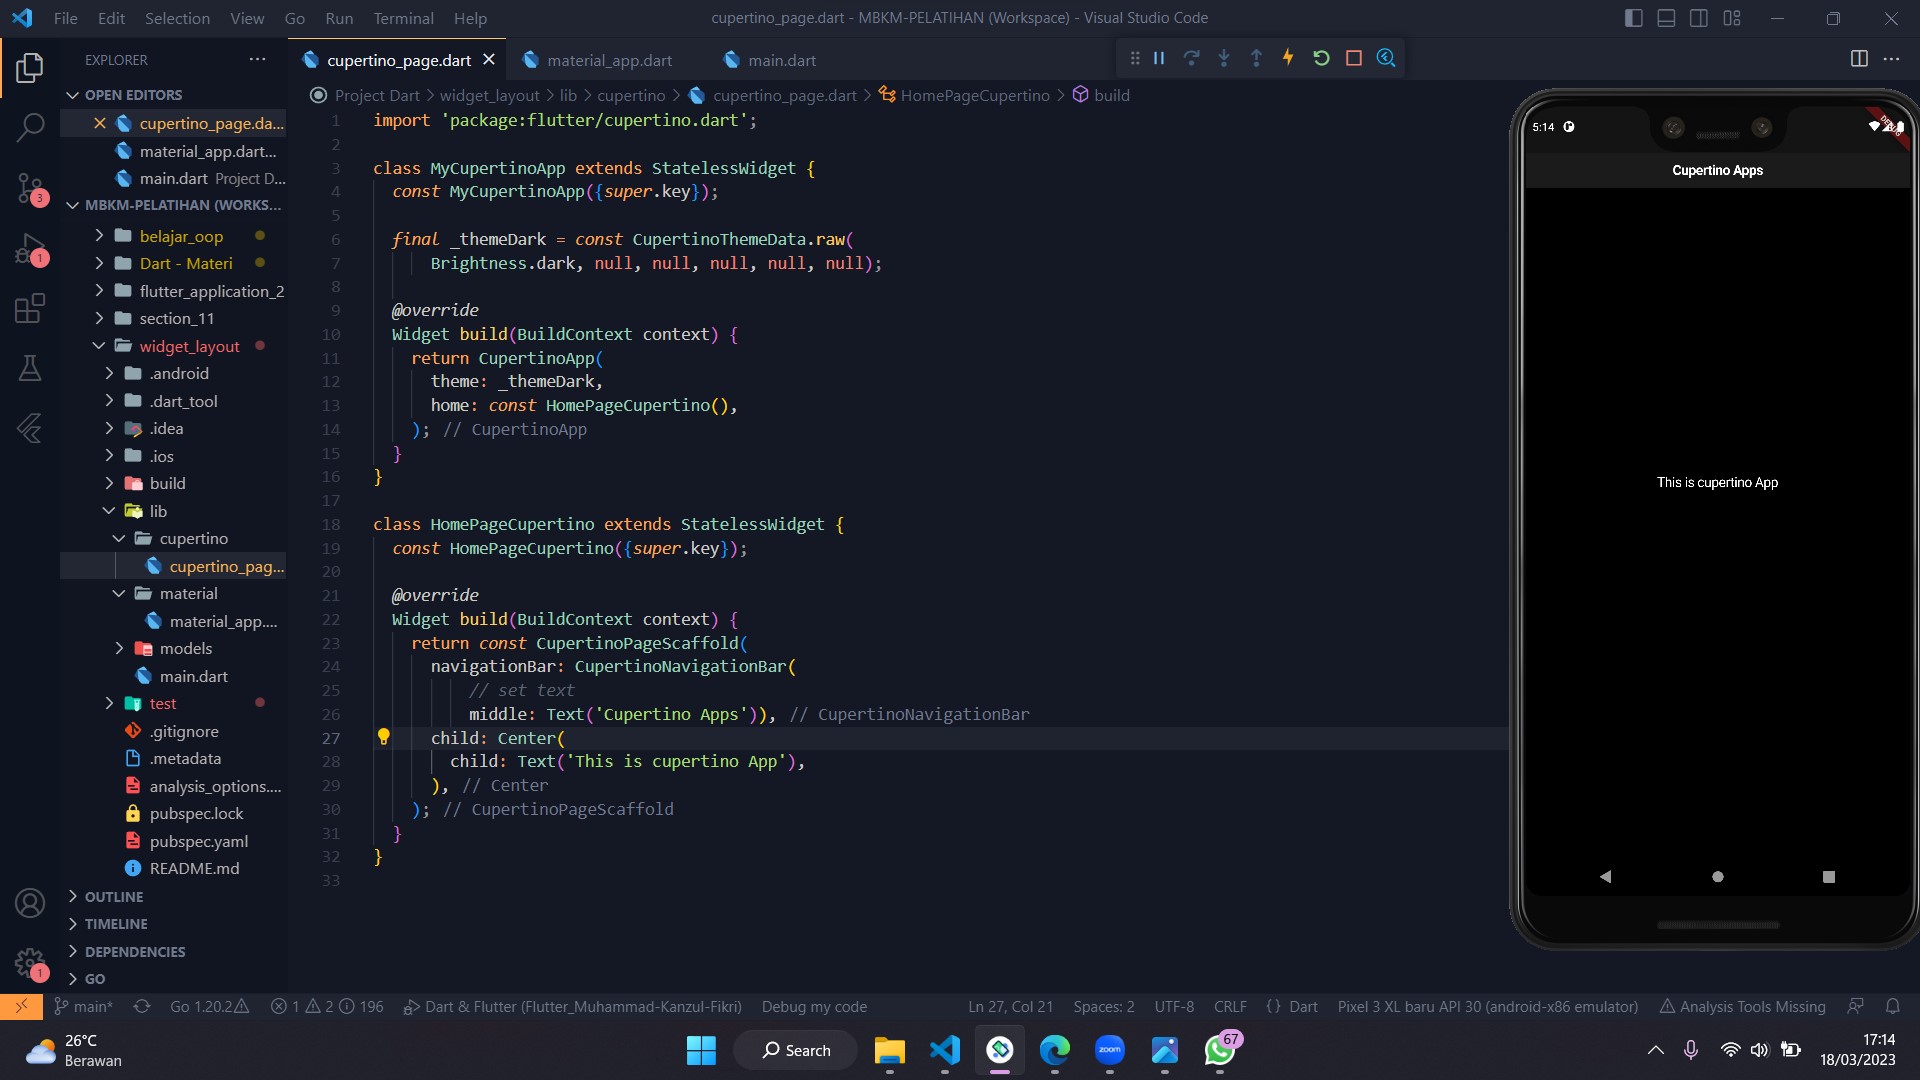 File Edit Selection View Go Run Terminal Help
cupertino_page.dart - MBKM-PELATIHAN (Workspace) - Visual Studio Code
EXPLORER
cupertino_page.dart
material_app.dart
main.dart
OPEN EDITORS
cupertino_page.da...
material_app.dart...
main.dart Project D...
MBKM-PELATIHAN (WORKS...
belajar_oop
Dart - Materi
flutter_application_2
section_11
widget_layout
.android
.dart_tool
.idea
.ios
build
lib
cupertino
cupertino_pag...
material
material_app....
models
main.dart
test
.gitignore
.metadata
analysis_options....
pubspec.lock
pubspec.yaml
README.md
OUTLINE
TIMELINE
DEPENDENCIES
GO
3
1
1
Project Dart > widget_layout > lib > cupertino > cupertino_page.dart > HomePageCupertino > build
1 import 'package:flutter/cupertino.dart';
2
3 class MyCupertinoApp extends StatelessWidget {
4 const MyCupertinoApp({super.key});
5
6 final _themeDark = const CupertinoThemeData.raw(
7 Brightness.dark, null, null, null, null, null);
8
9 @override
10 Widget build(BuildContext context) {
11 return CupertinoApp(
12 theme: _themeDark,
13 home: const HomePageCupertino(),
14 ); // CupertinoApp
15 }
16 }
17
18 class HomePageCupertino extends StatelessWidget {
19 const HomePageCupertino({super.key});
20
21 @override
22 Widget build(BuildContext context) {
23 return const CupertinoPageScaffold(
24 navigationBar: CupertinoNavigationBar(
25 // set text
26 middle: Text('Cupertino Apps')), // CupertinoNavigationBar
27 child: Center(
28 child: Text('This is cupertino App'),
29 ), // Center
30 ); // CupertinoPageScaffold
31 }
32 }
33
5:14
DEBUG
Cupertino Apps
This is cupertino App
main* Go 1.20.2 1 2 196 Dart & Flutter (Flutter_Muhammad-Kanzul-Fikri) Debug my code Ln 27, Col 21 Spaces: 2 UTF-8 CRLF {} Dart Pixel 3 XL baru API 30 (android-x86 emulator) Analysis Tools Missing
26°C
Berawan
Search
zoom
67
17:14
18/03/2023